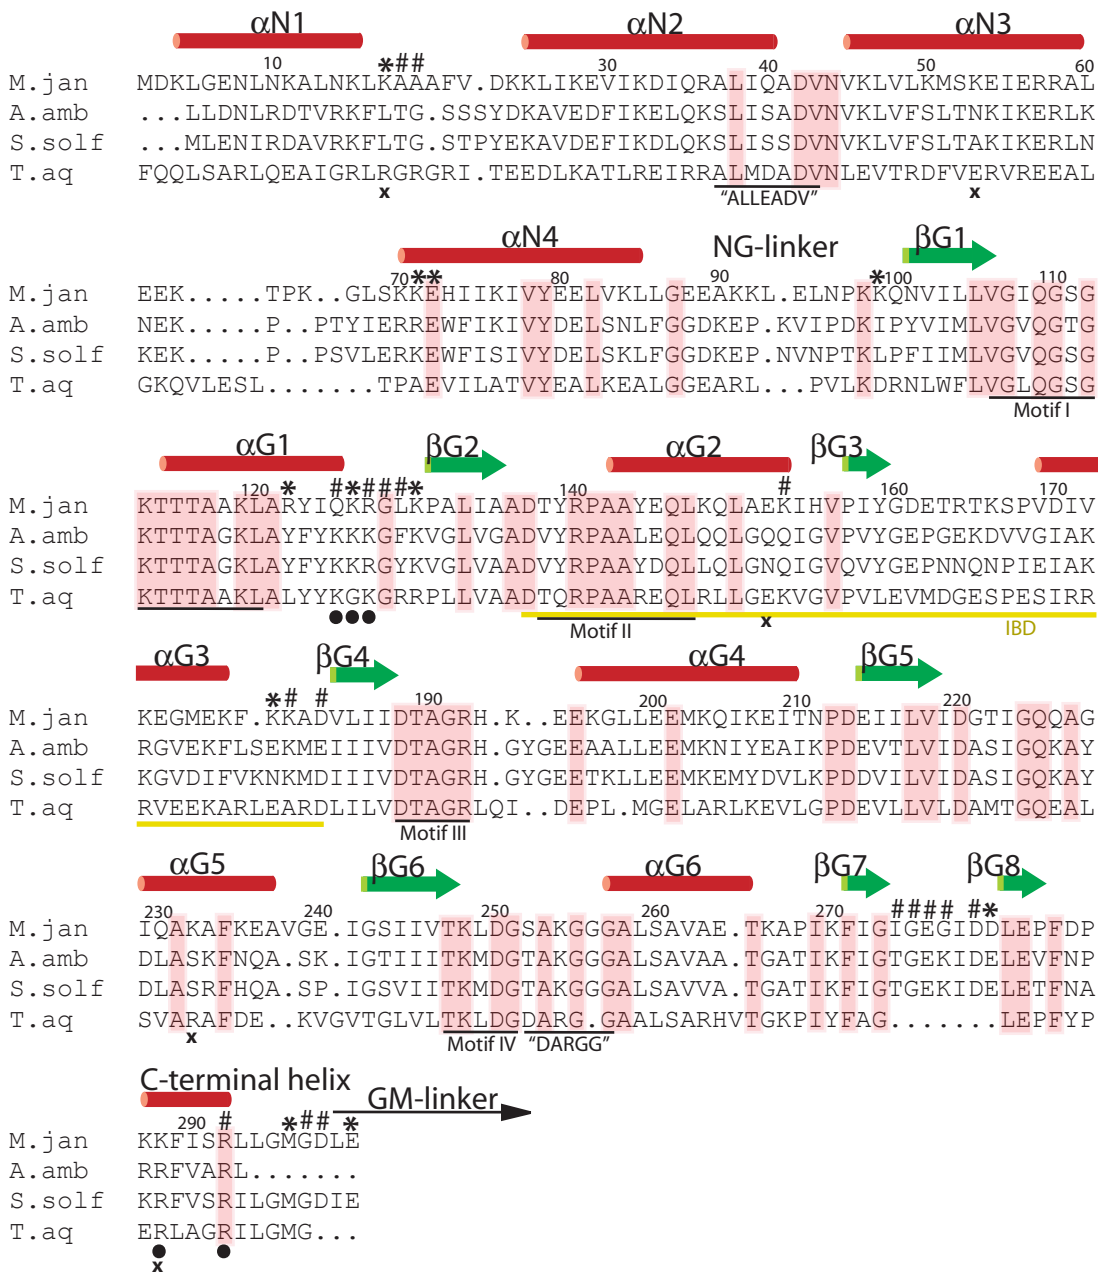 αN1 αN2 αN3
10 * # # 30 40 50 60
M.jan MDKLGENLNKALNKLKAAAFV.DKKLIKEVIKDIQRALIQADVNVKLVLKMSKEIERRAL
A.amb ...LLDNLRDTVRKFLTG.SSSYDKAVEDFIKELQKSLISADVNVKLVFSLTNKIKERLK
S.solf ...MLENIRDAVRKFLTG.STPYEKAVDEFIKDLQKSLISSDVNVKLVFSLTAKIKERLN
T.aq FQQLSARLQEAIGRLRGRGRI.TEEDLKATLREIRRALMDADVNLEVTRDFVERVREEAL
x "ALLEADV" x
αN4 NG-linker βG1
70 * * 80 90 * 100 110
M.jan EEK.....TPK..GLSKKEHIIKIVYEELVKLLGEEAKKL.ELNPKKQNVILLVGIQGSG
A.amb NEK.....P..PTYIERREWFIKIVYDELSNLFGGDKEP.KVIPDKIPYVIMLVGVQGTG
S.solf KEK.....P..PSVLERKEWFISIVYDELSKLFGGDKEP.NVNPTKLPFIIMLVGVQGSG
T.aq GKQVLESL......TPAEVILATVYEALKEALGGEARL...PVLKDRNLWFLVGLQGSG
Motif I
αG1 βG2 αG2 βG3
120 * # * # # # * 140 # 160 170
M.jan KTTTAAKLARYIQKRGLKPALIAADTYRPAAYEQLKQLAEKIHVPIYGDETRTKSPVDIV
A.amb KTTTAGKLAYFYKKKGFKVGLVGADVYRPAALEQLQQLGQQIGVPVYGEPGEKDVVGIAK
S.solf KTTTAGKLAYFYKKRGYKVGLVAADVYRPAAYDQLLQLGNQIGVQVYGEPNNQNPIEIAK
T.aq KTTTAAKLALYYKGKGRRPLLVAADTQRPAAREQLRLLGEKVGVPVLEVMDGESPESIRR
● ● ● Motif II x IBD
αG3 βG4 αG4 βG5
* # # 190 200 210 220
M.jan KEGMEKF.KKADVLIIDTAGRH.K..EEKGLLEEMKQIKEITNPDEIILVIDGTIGQQAG
A.amb RGVEKFLSEKMEIIIVDTAGRH.GYGEEAALLEEMKNIYEAIKPDEVTLVIDASIGQKAY
S.solf KGVDIFVKNKMDIIIVDTAGRH.GYGEETKLLEEMKEMYDVLKPDDVILVIDASIGQKAY
T.aq RVEEKARLEARDLILVDTAGRLQI..DEPL.MGELARLKEVLGPDEVLLVLDAMTGQEAL
Motif III
αG5 βG6 αG6 βG7 βG8
230 240 250 260 270 # # # # # *
M.jan IQAKAFKEAVGE.IGSIIVTKLDGSAKGGGALSAVAE.TKAPIKFIGIGEGIDDLEPFDP
A.amb DLASKFNQA.SK.IGTIIITKMDGTAKGGGALSAVAA.TGATIKFIGTGEKIDELEVFNP
S.solf DLASRFHQA.SP.IGSVIITKMDGTAKGGGALSAVVA.TGATIKFIGTGEKIDELETFNA
T.aq SVARAFDE..KVGVTGLVLTKLDGDARG.GAALSARHVTGKPIYFAG.......LEPFYP
x Motif IV "DARGG"
C-terminal helix GM-linker
290 # * # # *
M.jan KKFISRLLGMGDLE
A.amb RRFVARL.......
S.solf KRFVSRILGMGDIE
T.aq ERLAGRILGMG...
● ●
x